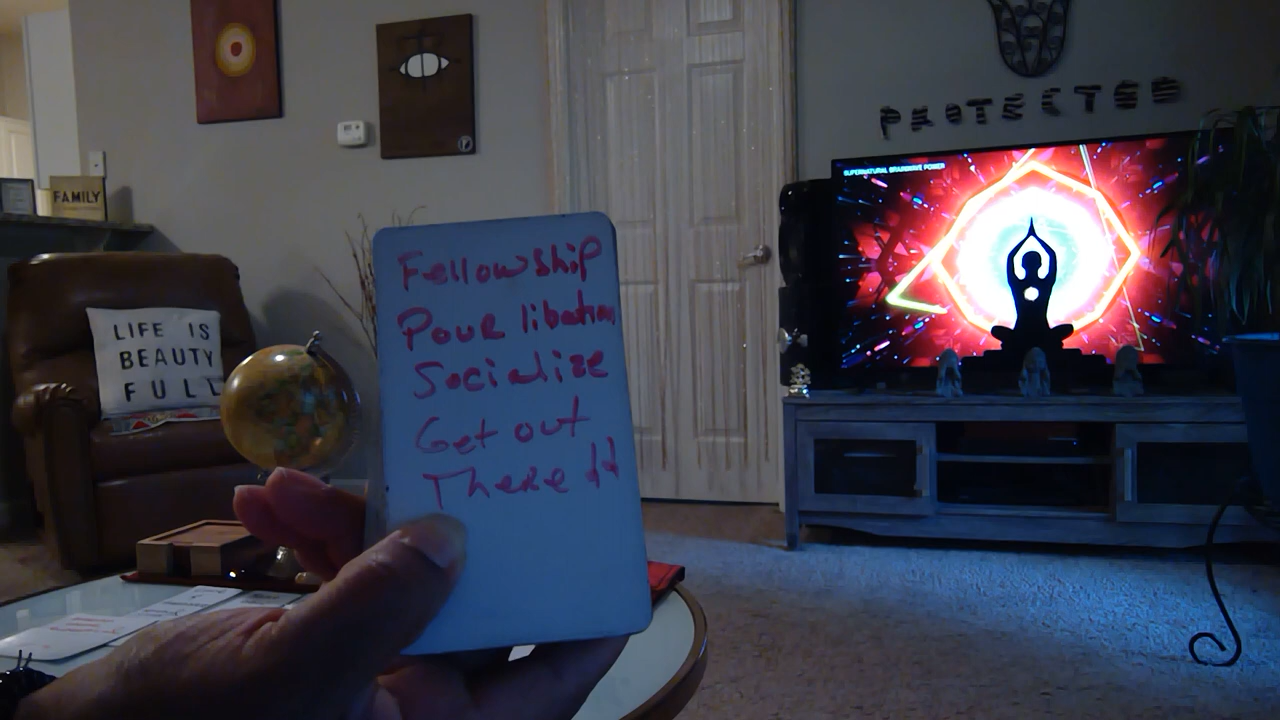 PROTECTED
SUPERNATURAL BRAINWAVE POWER
FAMILY
LIFE IS
BEAUTY
FULL
Fellowship
Pour libation
Socialize
Get out
There !!